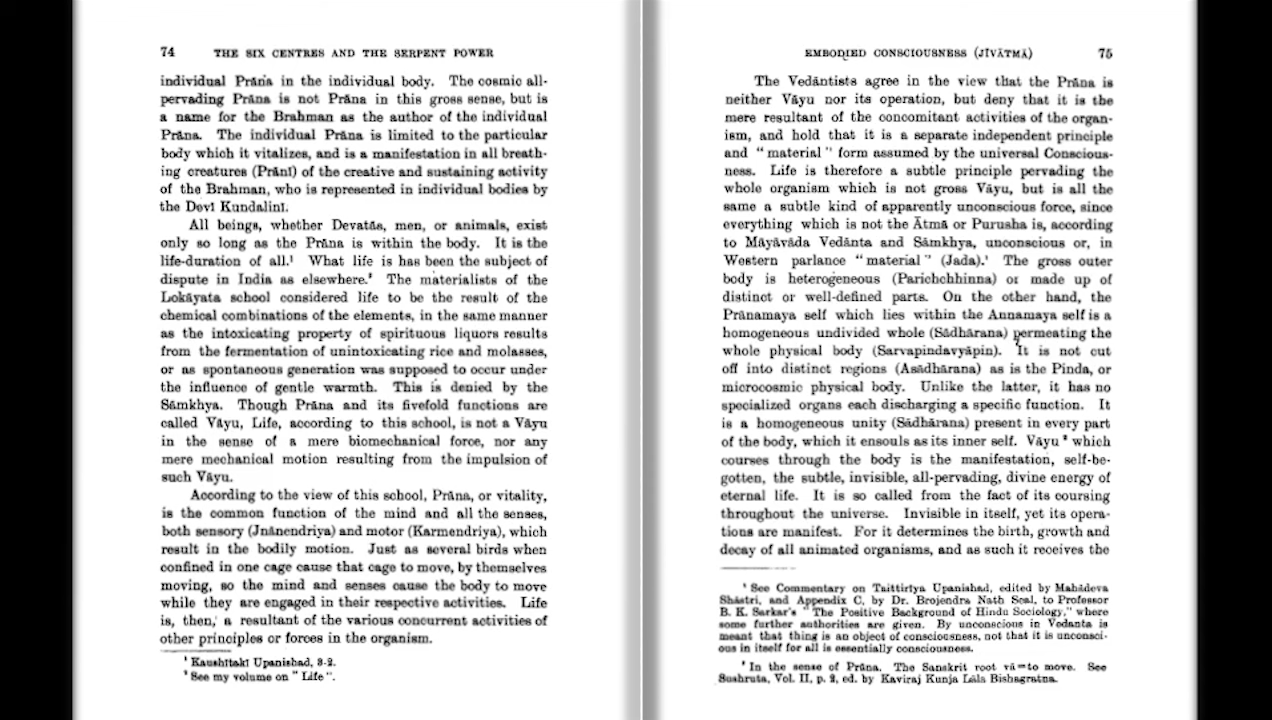 74 THE SIX CENTRES AND THE SERPENT POWER
individual Prāṇa in the individual body. The cosmic all-
pervading Prāna is not Prāna in this gross sense, but is
a name for the Brahman as the author of the individual
Prāna. The individual Prāna is limited to the particular
body which it vitalizes, and is a manifestation in all breath-
ing creatures (Prānī) of the creative and sustaining activity
of the Brahman, who is represented in individual bodies by
the Devī Kundalinī.
All beings, whether Devatās, men, or animals, exist
only so long as the Prāna is within the body. It is the
life-duration of all.¹ What life is has been the subject of
dispute in India as elsewhere.² The materialists of the
Lokāyata school considered life to be the result of the
chemical combinations of the elements, in the same manner
as the intoxicating property of spirituous liquors results
from the fermentation of unintoxicating rice and molasses,
or as spontaneous generation was supposed to occur under
the influence of gentle warmth. This is denied by the
Sāmkhya. Though Prāna and its fivefold functions are
called Vāyu, Life, according to this school, is not a Vāyu
in the sense of a mere biomechanical force, nor any
mere mechanical motion resulting from the impulsion of
such Vāyu.
According to the view of this school, Prāna, or vitality,
is the common function of the mind and all the senses,
both sensory (Jnānendriya) and motor (Karmendriya), which
result in the bodily motion. Just as several birds when
confined in one cage cause that cage to move, by themselves
moving, so the mind and senses cause the body to move
while they are engaged in their respective activities. Life
is, then, a resultant of the various concurrent activities of
other principles or forces in the organism.
¹ Kaushītakī Upanishad, 3-2.
² See my volume on " Life ".
EMBODIED CONSCIOUSNESS (JĪVĀTMĀ) 75
The Vedāntists agree in the view that the Prāna is
neither Vāyu nor its operation, but deny that it is the
mere resultant of the concomitant activities of the organ-
ism, and hold that it is a separate independent principle
and " material " form assumed by the universal Conscious-
ness. Life is therefore a subtle principle pervading the
whole organism which is not gross Vāyu, but is all the
same a subtle kind of apparently unconscious force, since
everything which is not the Ātmā or Purusha is, according
to Māyāvāda Vedānta and Sāmkhya, unconscious or, in
Western parlance " material " (Jada).¹ The gross outer
body is heterogeneous (Parichchhinna) or made up of
distinct or well-defined parts. On the other hand, the
Prānamaya self which lies within the Annamaya self is a
homogeneous undivided whole (Sādhārana) permeating the
whole physical body (Sarvapindavyāpin). It is not cut
off into distinct regions (Asādhārana) as is the Pinda, or
microcosmic physical body. Unlike the latter, it has no
specialized organs each discharging a specific function. It
is a homogeneous unity (Sādhārana) present in every part
of the body, which it ensouls as its inner self. Vāyu ² which
courses through the body is the manifestation, self-be-
gotten, the subtle, invisible, all-pervading, divine energy of
eternal life. It is so called from the fact of its coursing
throughout the universe. Invisible in itself, yet its opera-
tions are manifest. For it determines the birth, growth and
decay of all animated organisms, and as such it receives the
¹ See Commentary on Taittirīya Upanishad, edited by Mahādeva
Shāstri, and Appendix C, by Dr. Brojendra Nath Seal, to Professor
B. K. Sarkar's " The Positive Background of Hindu Sociology," where
some further authorities are given. By unconscious in Vedanta is
meant that thing is an object of consciousness, not that it is unconsci-
ous in itself for all is essentially consciousness.
² In the sense of Prāna. The Sanskrit root vā=to move. See
Sushruta, Vol. II, p. 2, ed. by Kaviraj Kunja Lāla Bishagratna.